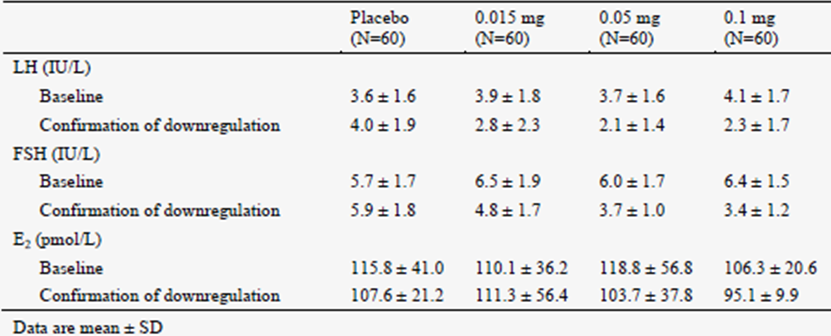 Placebo (N=60) 0.015 mg (N=60) 0.05 mg (N=60) 0.1 mg (N=60)
LH (IU/L)
Baseline 3.6 ± 1.6 3.9 ± 1.8 3.7 ± 1.6 4.1 ± 1.7
Confirmation of downregulation 4.0 ± 1.9 2.8 ± 2.3 2.1 ± 1.4 2.3 ± 1.7
FSH (IU/L)
Baseline 5.7 ± 1.7 6.5 ± 1.9 6.0 ± 1.7 6.4 ± 1.5
Confirmation of downregulation 5.9 ± 1.8 4.8 ± 1.7 3.7 ± 1.0 3.4 ± 1.2
E₂ (pmol/L)
Baseline 115.8 ± 41.0 110.1 ± 36.2 118.8 ± 56.8 106.3 ± 20.6
Confirmation of downregulation 107.6 ± 21.2 111.3 ± 56.4 103.7 ± 37.8 95.1 ± 9.9
Data are mean ± SD